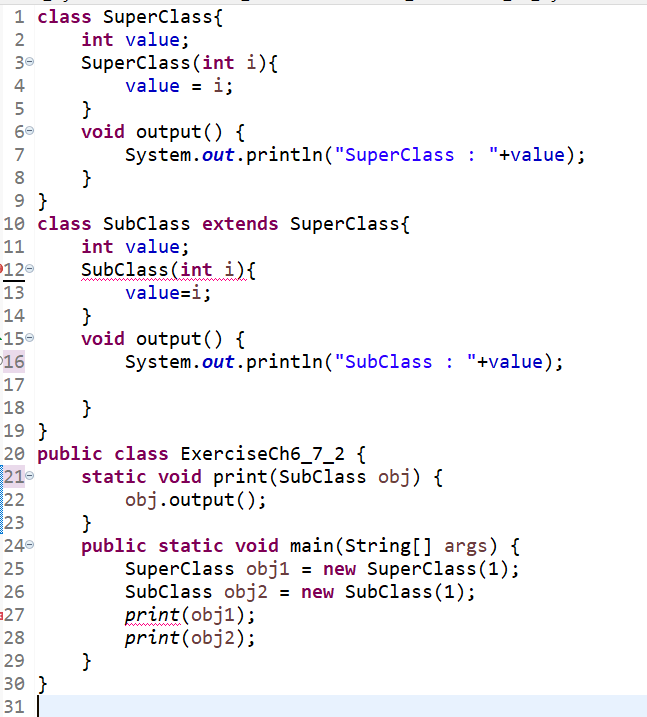 1 class SuperClass{
2     int value;
3     SuperClass(int i){
4         value = i;
5     }
6     void output() {
7         System.out.println("SuperClass : "+value);
8     }
9 }
10 class SubClass extends SuperClass{
11     int value;
12     SubClass(int i){
13         value=i;
14     }
15     void output() {
16         System.out.println("SubClass : "+value);
17
18     }
19 }
20 public class ExerciseCh6_7_2 {
21     static void print(SubClass obj) {
22         obj.output();
23     }
24     public static void main(String[] args) {
25         SuperClass obj1 = new SuperClass(1);
26         SubClass obj2 = new SubClass(1);
27         print(obj1);
28         print(obj2);
29     }
30 }
31